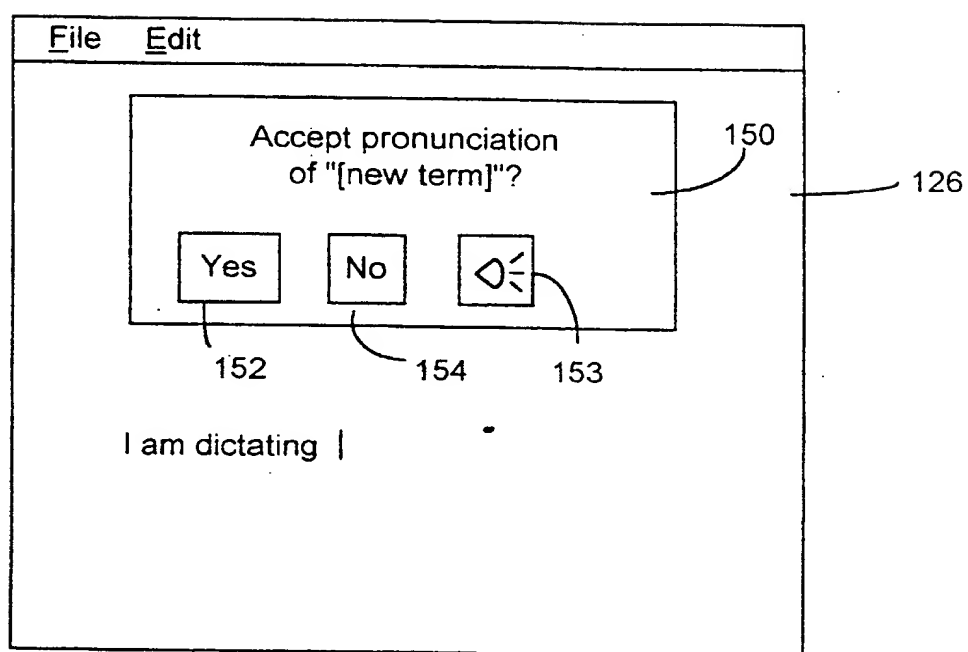 File Edit
Accept pronunciation
of "[new term]"?
150
126
Yes No
152 154 153
I am dictating |